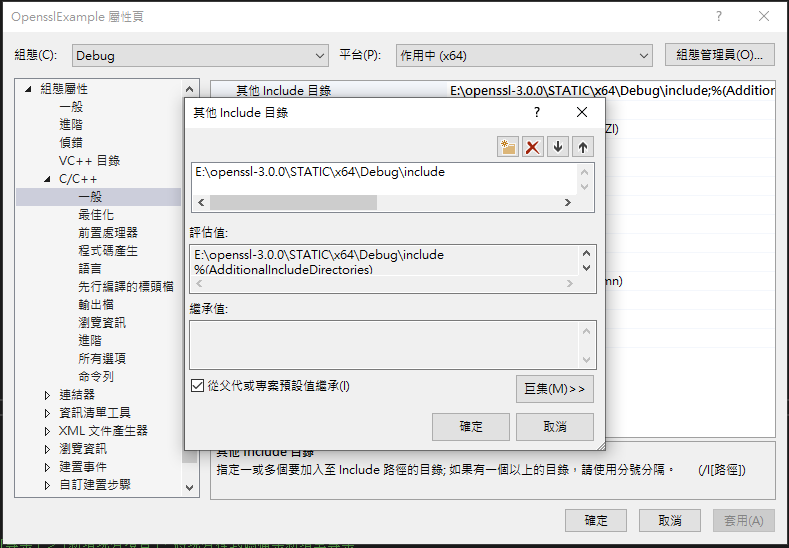 OpensslExample 屬性頁
組態(C): Debug 平台(P): 作用中 (x64) 組態管理員(O)...
組態屬性
一般
進階
偵錯
VC++ 目錄
C/C++
一般
最佳化
前置處理器
程式碼產生
語言
先行編譯的標頭檔
輸出檔
瀏覽資訊
進階
所有選項
命令列
連結器
資訊清單工具
XML 文件產生器
瀏覽資訊
建置事件
自訂建置步驟
其他 Include 目錄 E:\openssl-3.0.0\STATIC\x64\Debug\include;%(Addition
ZI)
mn)
其他 Include 目錄
E:\openssl-3.0.0\STATIC\x64\Debug\include
評估值:
E:\openssl-3.0.0\STATIC\x64\Debug\include
%(AdditionalIncludeDirectories)
繼承值:
從父代或專案預設值繼承(I)
巨集(M)>>
確定 取消
其他 Include 目錄
指定一或多個要加入至 Include 路徑的目錄; 如果有一個以上的目錄，請使用分號分隔。 (/I[路徑])
確定 取消 套用(A)